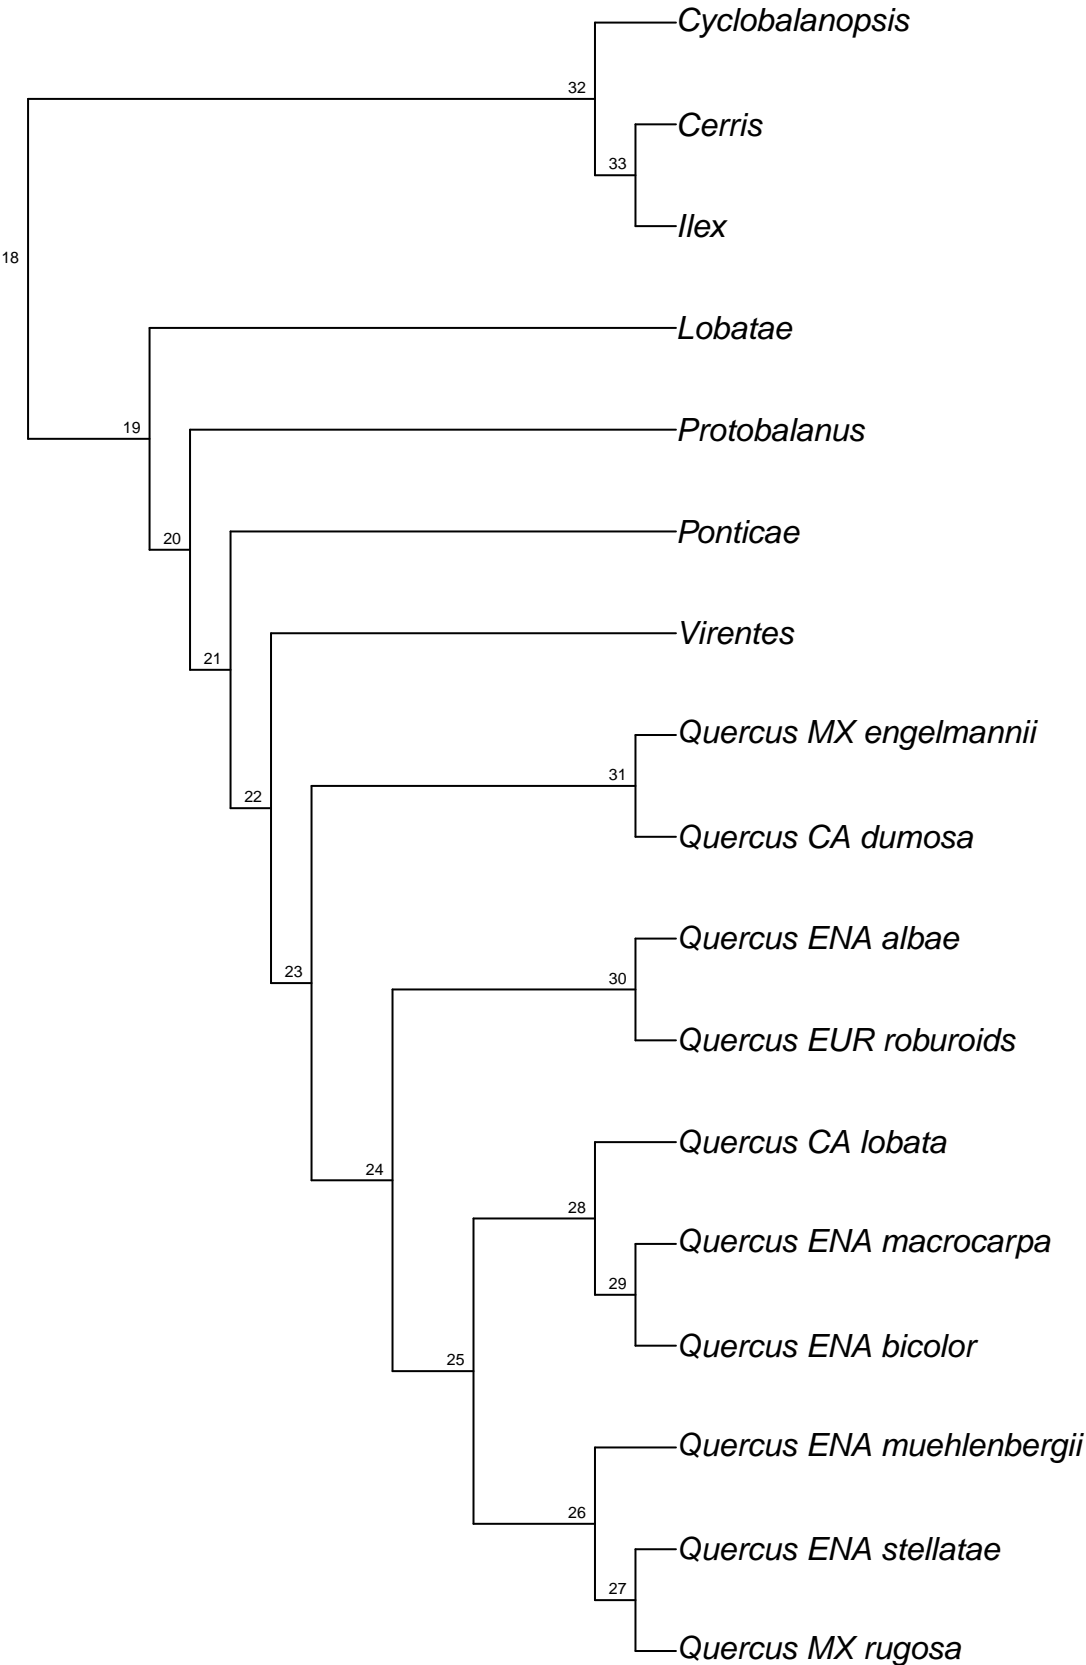 Cyclobalanopsis
32
Cerris
33
Ilex
18
Lobatae
19
Protobalanus
20
Ponticae
21
Virentes
22
Quercus MX engelmannii
31
Quercus CA dumosa
23
Quercus ENA albae
30
Quercus EUR roburoids
24
Quercus CA lobata
28
Quercus ENA macrocarpa
29
Quercus ENA bicolor
25
Quercus ENA muehlenbergii
26
Quercus ENA stellatae
27
Quercus MX rugosa